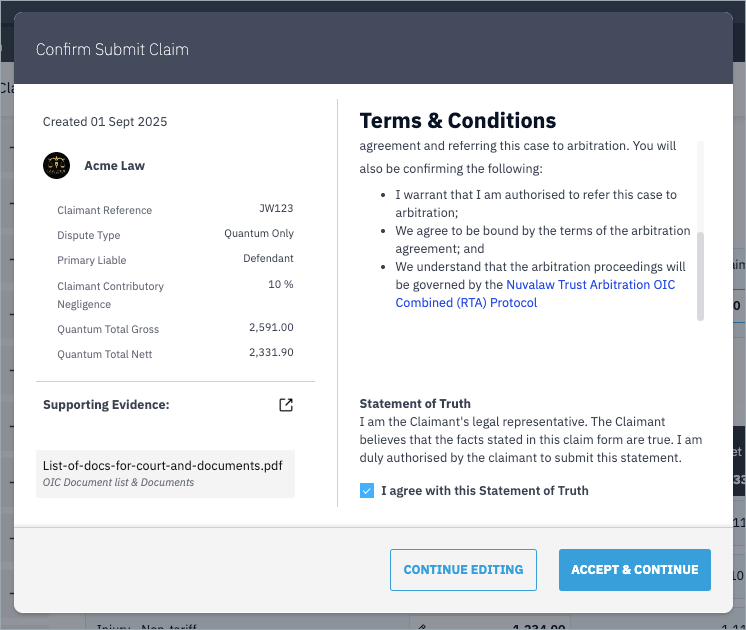 Confirm Submit Claim
Created 01 Sept 2025
Acme Law
Claimant Reference JW123
Dispute Type Quantum Only
Primary Liable Defendant
Claimant Contributory 10 %
Negligence
Quantum Total Gross 2,591.00
Quantum Total Nett 2,331.90
Supporting Evidence:
List-of-docs-for-court-and-documents.pdf
OIC Document list & Documents
Terms & Conditions
agreement and referring this case to arbitration. You will
also be confirming the following:
• I warrant that I am authorised to refer this case to
arbitration;
• We agree to be bound by the terms of the arbitration
agreement; and
• We understand that the arbitration proceedings will
be governed by the Nuvalaw Trust Arbitration OIC
Combined (RTA) Protocol
Statement of Truth
I am the Claimant's legal representative. The Claimant
believes that the facts stated in this claim form are true. I am
duly authorised by the claimant to submit this statement.
I agree with this Statement of Truth
CONTINUE EDITING
ACCEPT & CONTINUE